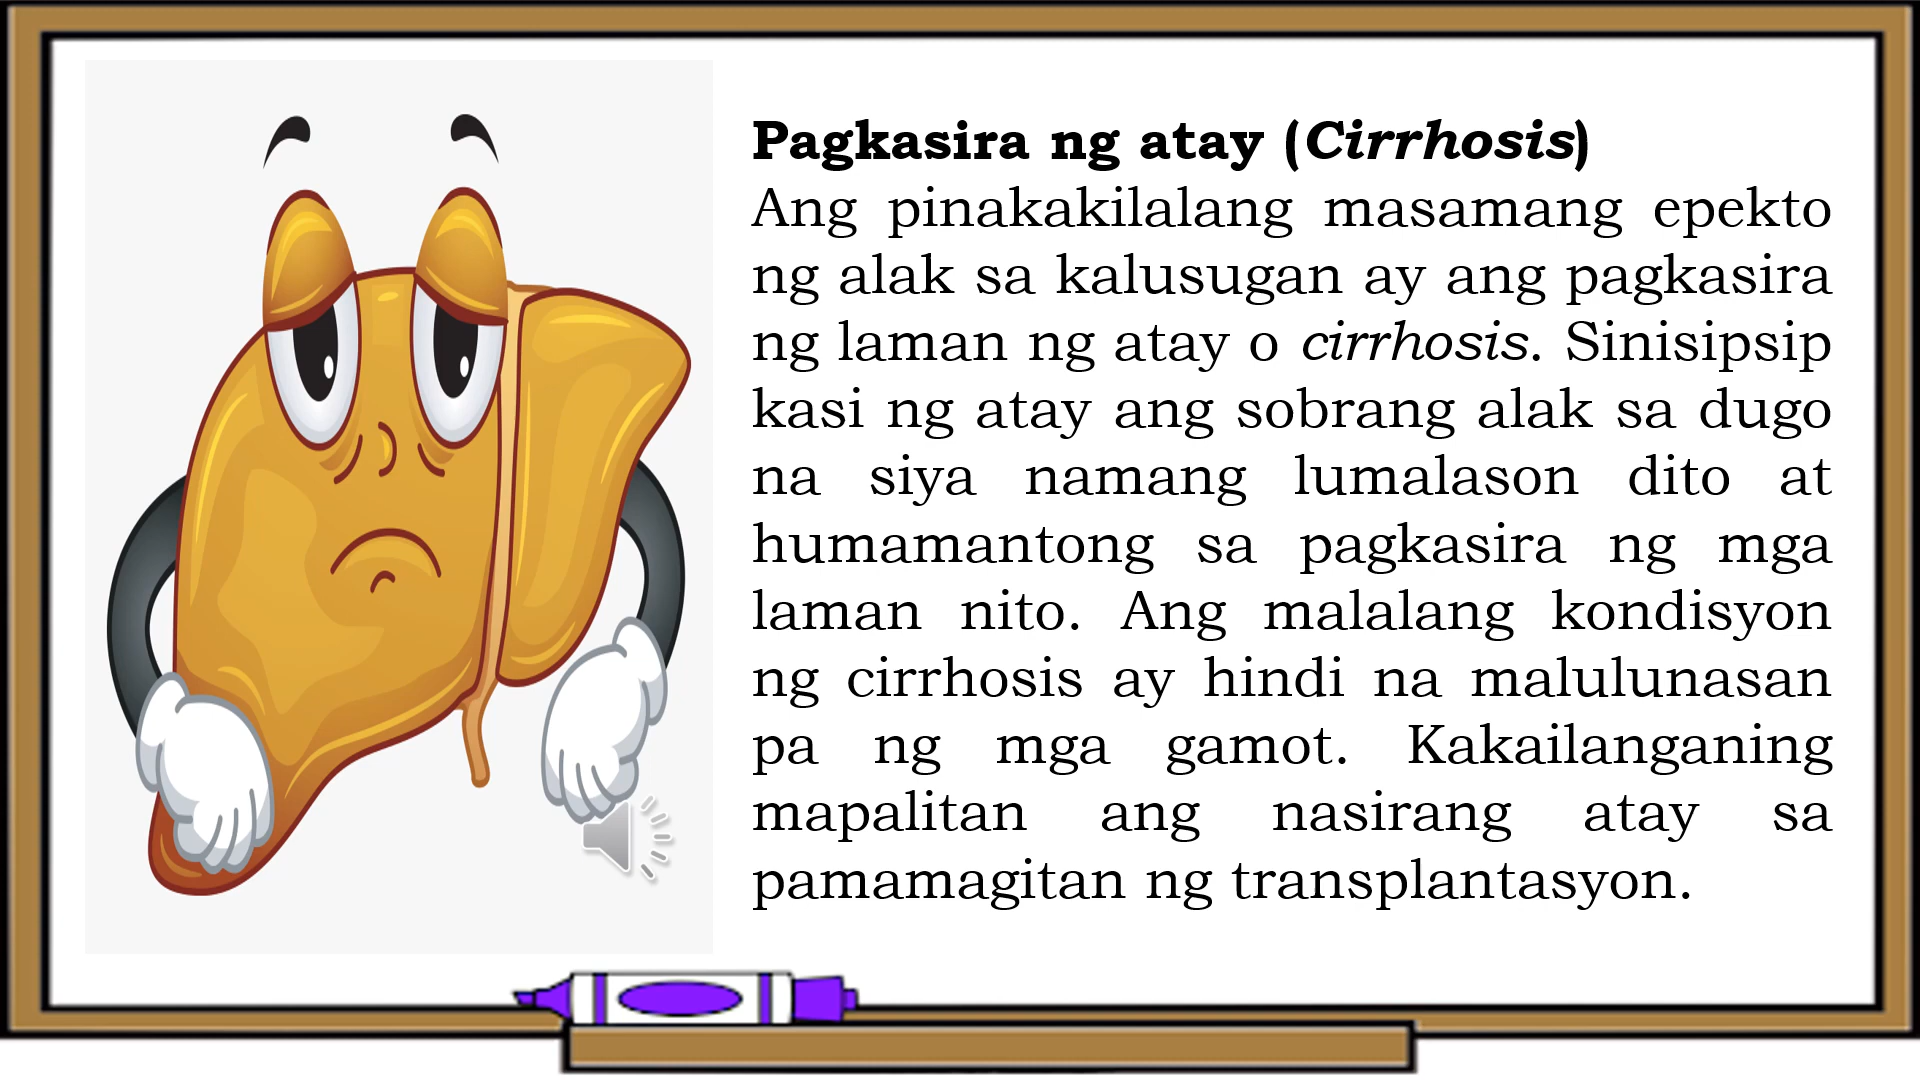 Pagkasira ng atay (Cirrhosis)
Ang pinakakilalang masamang epekto
ng alak sa kalusugan ay ang pagkasira
ng laman ng atay o cirrhosis. Sinisipsip
kasi ng atay ang sobrang alak sa dugo
na siya namang lumalason dito at
humamantong sa pagkasira ng mga
laman nito. Ang malalang kondisyon
ng cirrhosis ay hindi na malulunasan
pa ng mga gamot. Kakailanganing
mapalitan ang nasirang atay sa
pamamagitan ng transplantasyon.